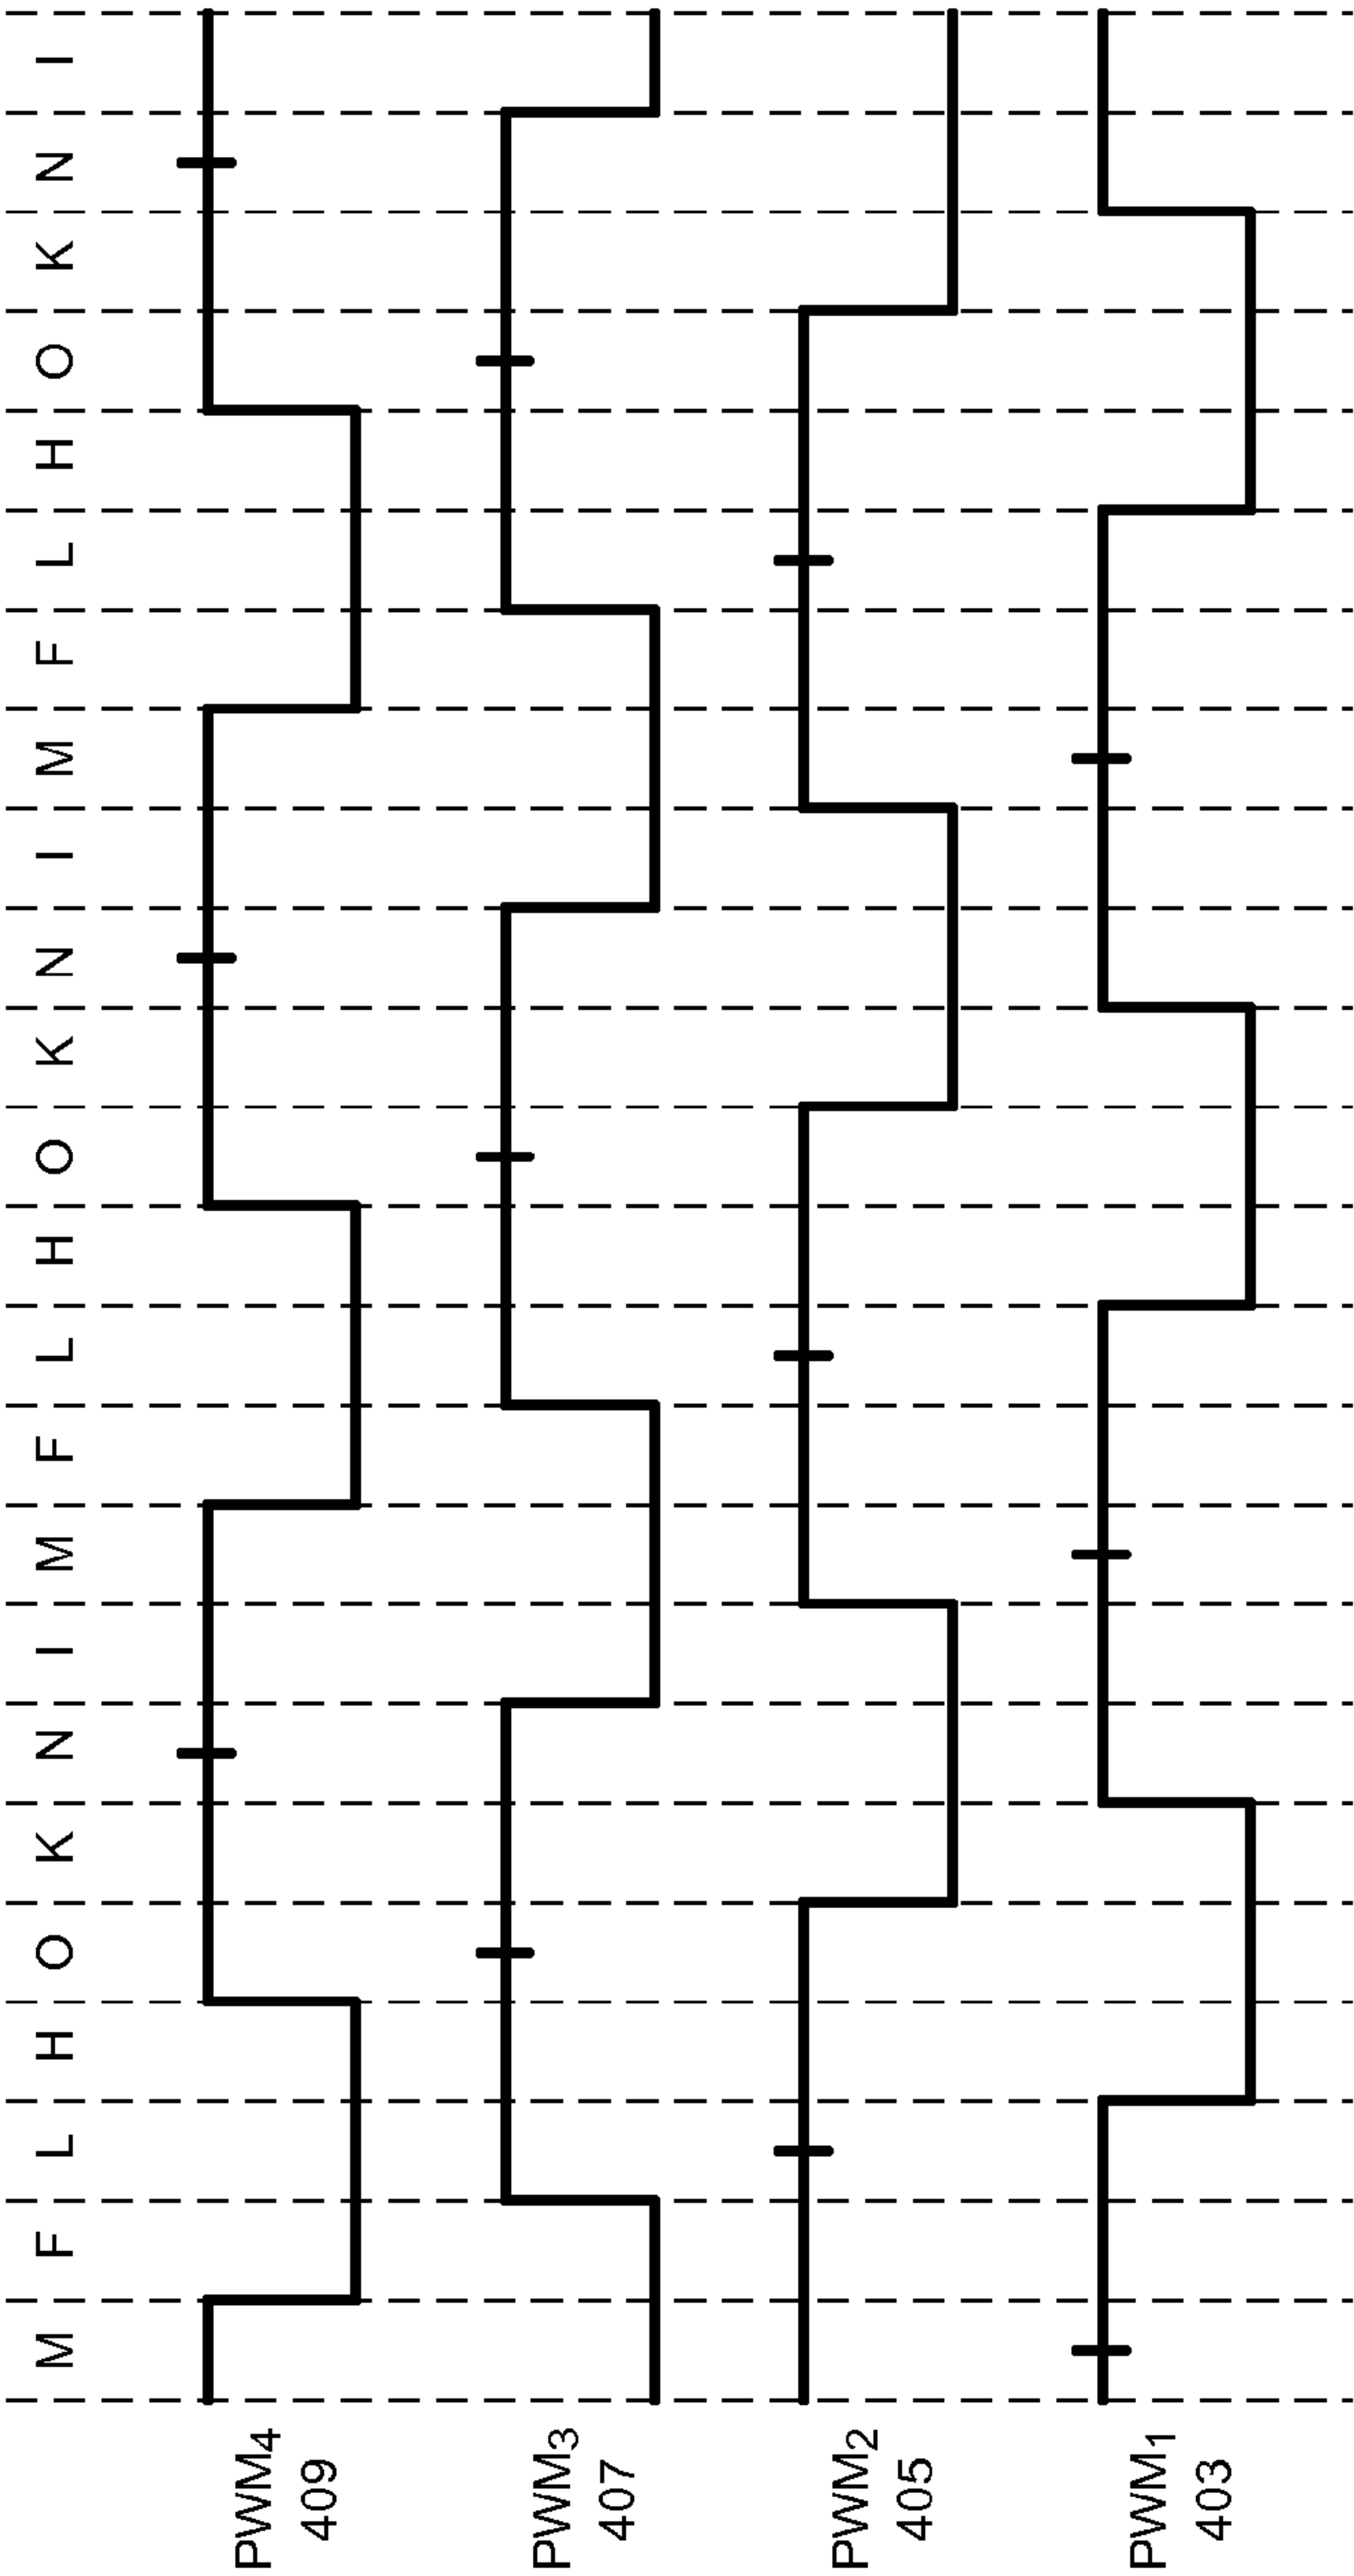 M F L H O K N I M F L H O K N I M F L H O K N I
PWM₄
409
PWM₃
407
PWM₂
405
PWM₁
403